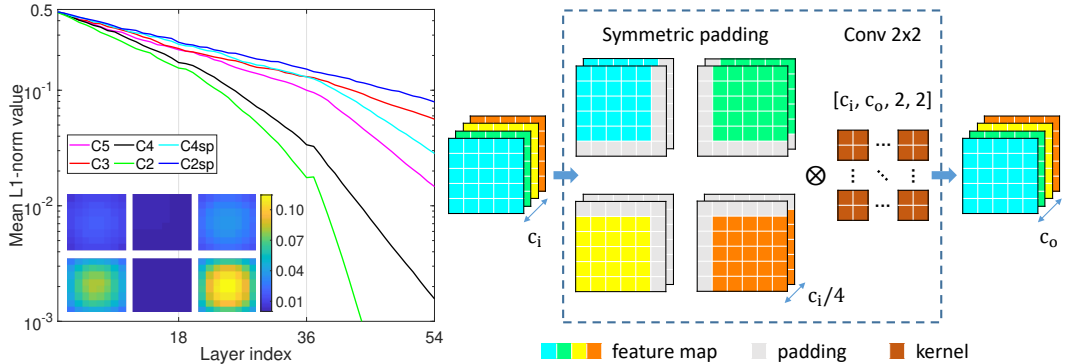 Mean L1-norm value
0.5
10-1
10-2
10-3
C5 C4 C4sp
C3 C2 C2sp
0.10
0.07
0.04
0.01
18 36 54
Layer index
Symmetric padding
Conv 2x2
[ci, co, 2, 2]
... ...
⊗
ci
ci/4
co
feature map
padding
kernel